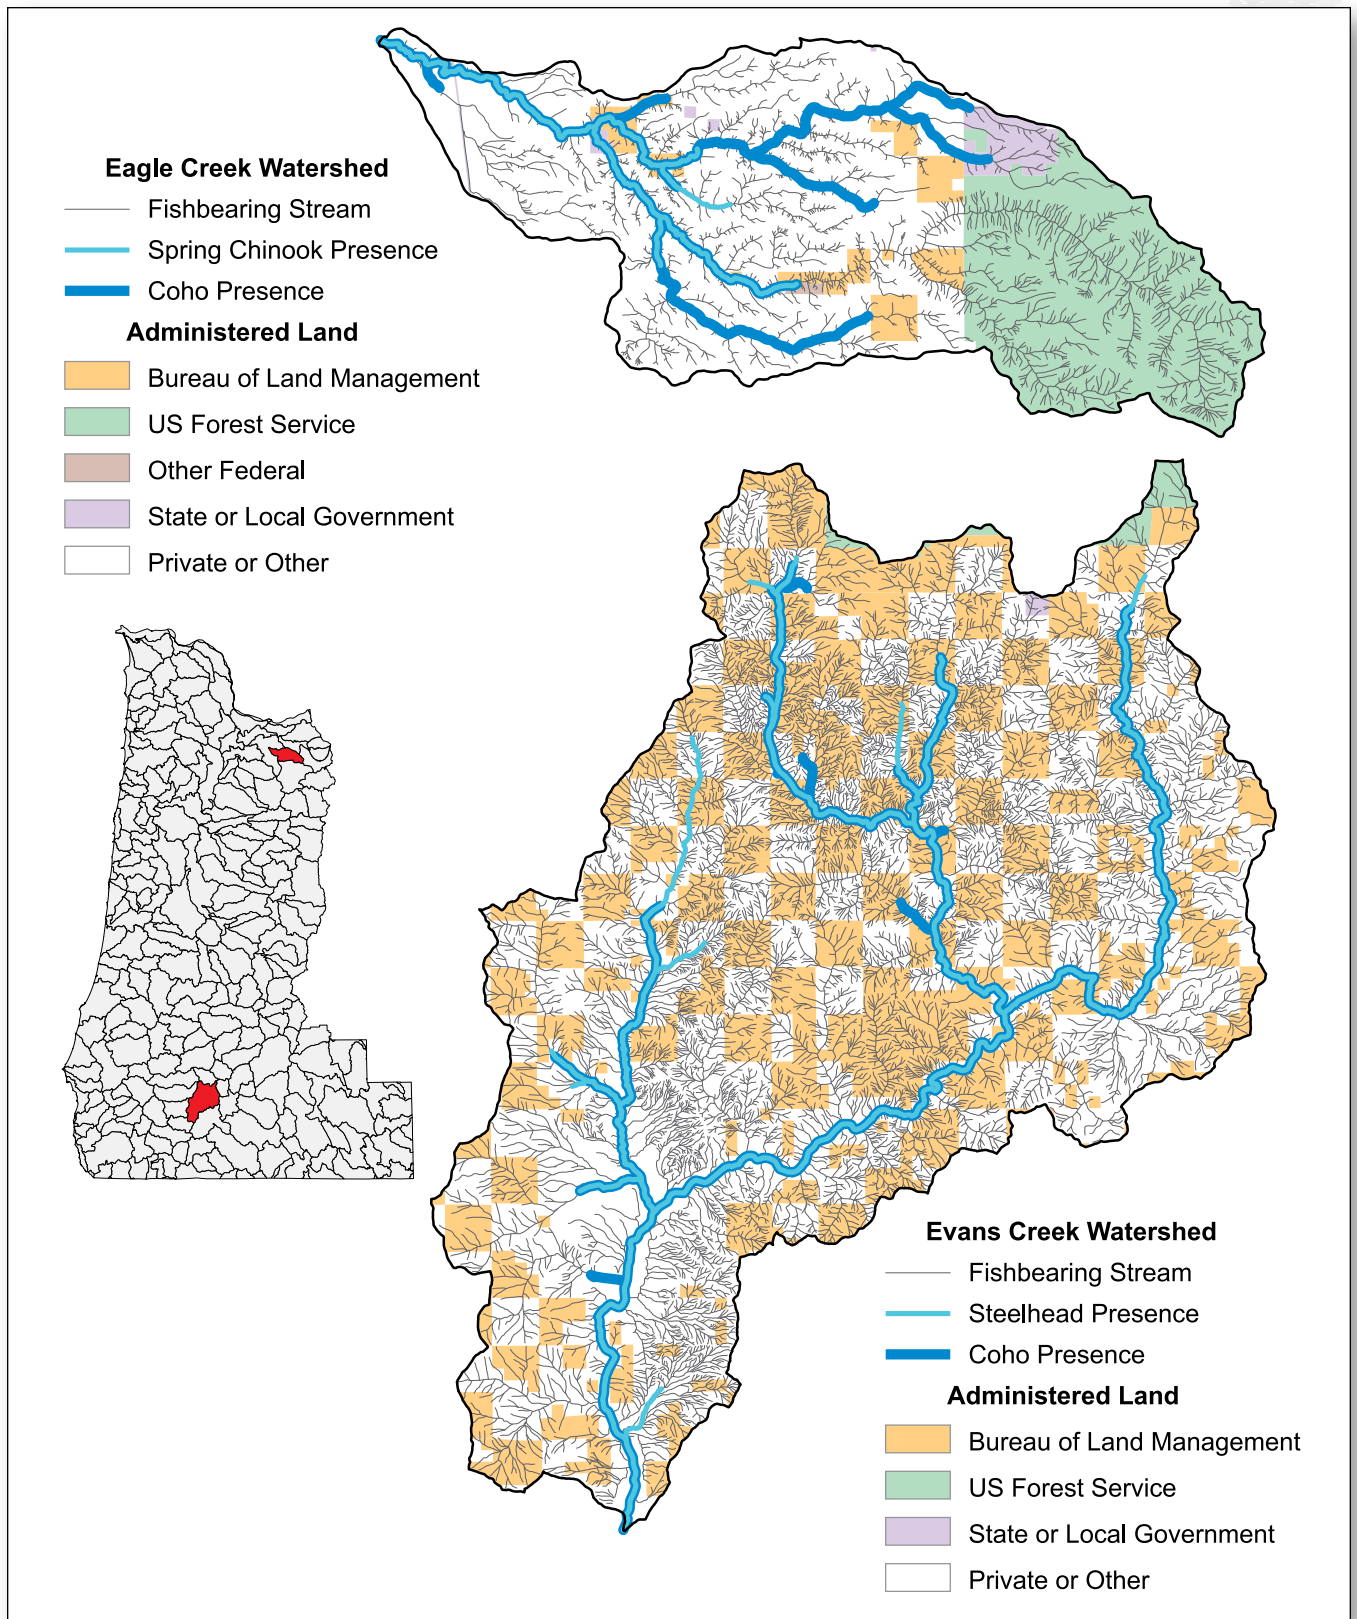 Eagle Creek Watershed
Fishbearing Stream
Spring Chinook Presence
Coho Presence
Administered Land
Bureau of Land Management
US Forest Service
Other Federal
State or Local Government
Private or Other
Evans Creek Watershed
Fishbearing Stream
Steelhead Presence
Coho Presence
Administered Land
Bureau of Land Management
US Forest Service
State or Local Government
Private or Other